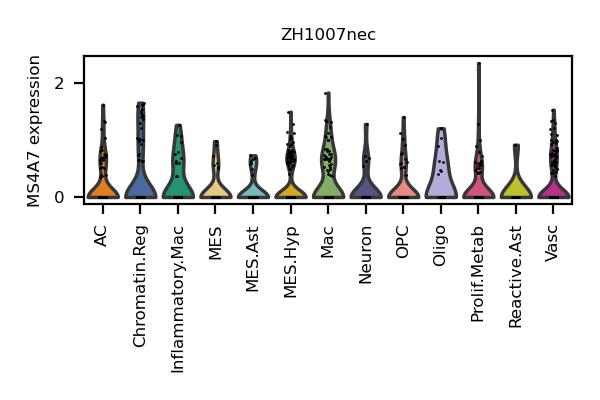 ZH1007nec
MS4A7 expression
2
0
AC
Chromatin.Reg
Inflammatory.Mac
MES
MES.Ast
MES.Hyp
Mac
Neuron
OPC
Oligo
Prolif.Metab
Reactive.Ast
Vasc